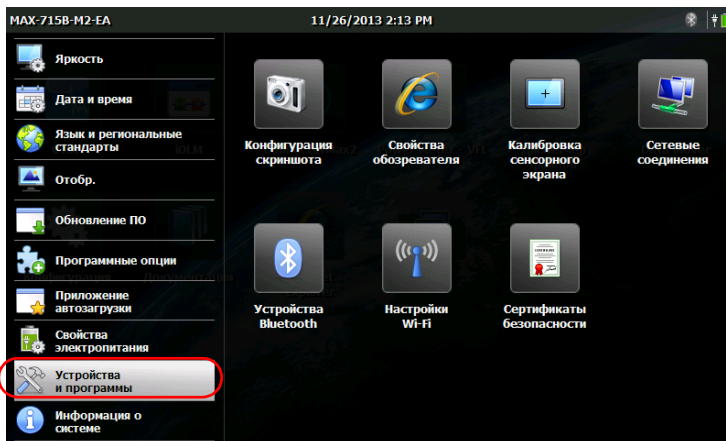 MAX-715B-M2-EA
11/26/2013 2:13 PM
Яркость
Дата и время
Язык и региональные
стандарты
Отобр.
Обновление ПО
Программные опции
Приложение
автозагрузки
Свойства
электропитания
Устройства
и программы
Информация о
системе
Конфигурация
скриншота
Свойства
обозревателя
Калибровка
сенсорного
экрана
Сетевые
соединения
Устройства
Bluetooth
Настройки
Wi-Fi
Сертификаты
безопасности